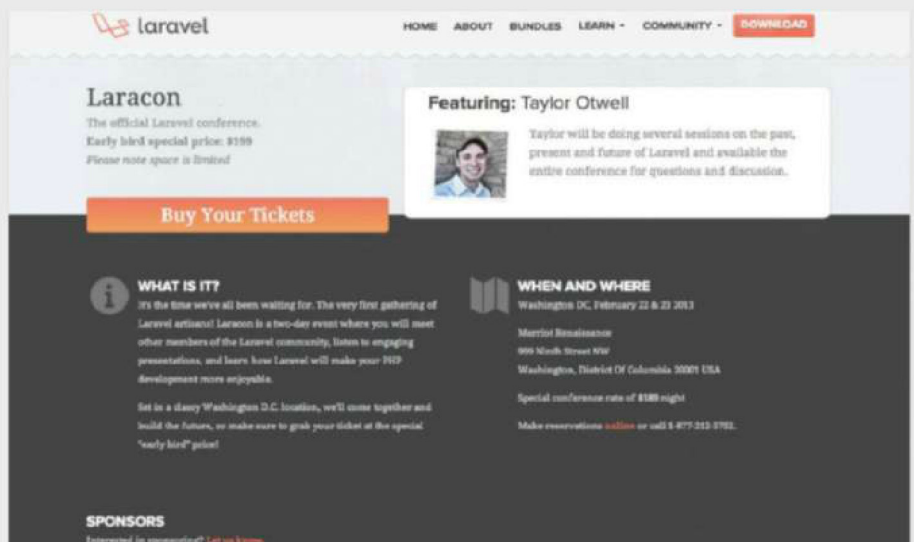 laravel
HOME ABOUT BUNDLES LEARN COMMUNITY DOWNLOAD
Laracon
The official Laravel conference.
Early bird special price: $199
Please note space is limited
Buy Your Tickets
Featuring: Taylor Otwell
Taylor will be doing several sessions on the past,
present and future of Laravel and available the
entire conference for questions and discussion.
WHAT IS IT?
It's the time we've all been waiting for. The very first gathering of
Laravel artisans! Laracon is a two-day event where you will meet
other members of the Laravel community, listen to engaging
presentations, and learn how Laravel will make your PHP
development more enjoyable.
Set in a classy Washington D.C. location, we'll come together and
build the future, so make sure to grab your ticket at the special
"early bird" price!
WHEN AND WHERE
Washington DC, February 22 & 23 2013
Marriot Renaissance
999 Ninth Street NW
Washington, District Of Columbia 20001 USA
Special conference rate of night
Make reservations online or call
SPONSORS
Interested in sponsoring? Let us know